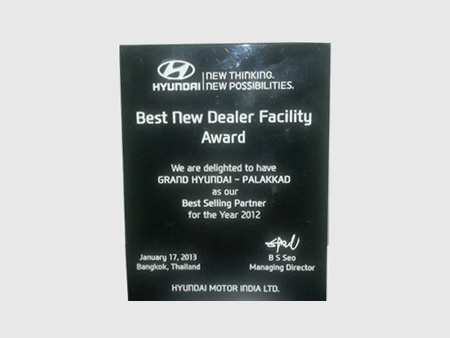 HYUNDAI
NEW THINKING.
NEW POSSIBILITIES.
Best New Dealer Facility
Award
We are delighted to have
GRAND HYUNDAI - PALAKKAD
as our
Best Selling Partner
for the Year 2012
January 17, 2013
Bangkok, Thailand
B S Seo
Managing Director
HYUNDAI MOTOR INDIA LTD.